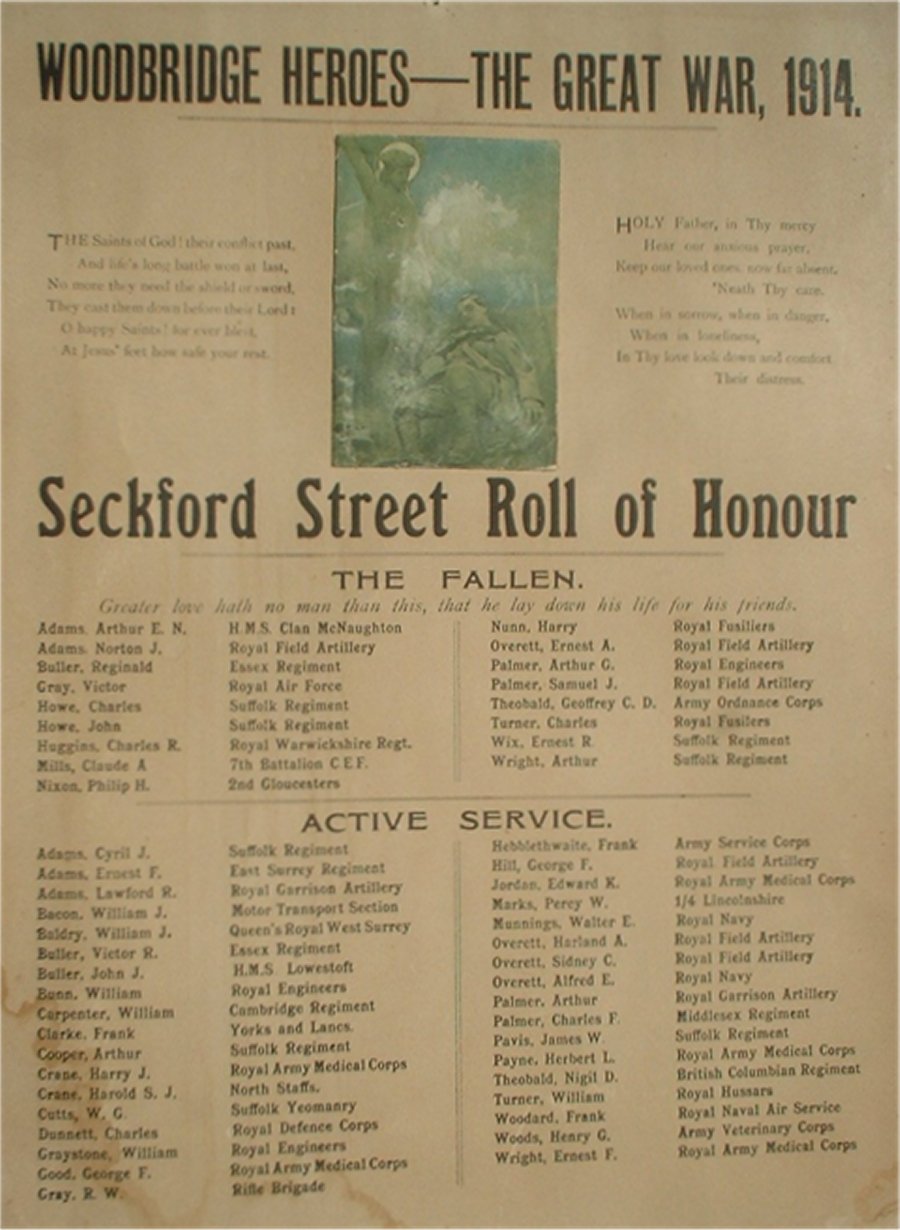 WOODBRIDGE HEROES—THE GREAT WAR, 1914.
THE Saints of God! their conflict past,
And life's long battle won at last,
No more they need the shield or sword,
They cast them down before their Lord:
O happy Saints! for ever blest,
At Jesus' feet how safe your rest.
HOLY Father, in Thy mercy
Hear our anxious prayer,
Keep our loved ones, now far absent,
'Neath Thy care.
When in sorrow, when in danger,
When in loneliness,
In Thy love look down and comfort
Their distress.
Seckford Street Roll of Honour
THE FALLEN.
Greater love hath no man than this, that he lay down his life for his friends.
Adams, Arthur E. N. H.M.S. Clan McNaughton
Adams, Norton J. Royal Field Artillery
Buller, Reginald Essex Regiment
Gray, Victor Royal Air Force
Howe, Charles Suffolk Regiment
Howe, John Suffolk Regiment
Huggins, Charles R. Royal Warwickshire Regt.
Mills, Claude A Royal 7th Battalion C.E.F.
Nixon, Philip H. 2nd Gloucesters
Nunn, Harry Royal Fusiliers
Overett, Ernest A. Royal Field Artillery
Palmer, Arthur G. Royal Engineers
Palmer, Samuel J. Royal Field Artillery
Theobald, Geoffrey C. D. Army Ordnance Corps
Turner, Charles Royal Fusilers
Wix, Ernest R. Suffolk Regiment
Wright, Arthur Suffolk Regiment
ACTIVE SERVICE.
Adams, Cyril J. Suffolk Regiment
Adams, Ernest F. East Surrey Regiment
Adams, Lawford R. Royal Garrison Artillery
Bacon, William J. Motor Transport Section
Baldry, William J. Queen's Royal West Surrey
Buller, Victor R. Essex Regiment
Buller, John J. H.M.S. Lowestoft
Bunn, William Royal Engineers
Carpenter, William Cambridge Regiment
Clarke, Frank Yorks and Lancs.
Cooper, Arthur Suffolk Regiment
Crane, Harry J. Royal Army Medical Corps
Crane, Harold S. J. North Staffs.
Cutts, W. G. Suffolk Yeomanry
Dunnett, Charles Royal Defence Corps
Graystone, William Royal Engineers
Good, George F. Royal Army Medical Corps
Gray, R. W. Rifle Brigade
Hebblethwaite, Frank Army Service Corps
Hill, George F. Royal Field Artillery
Jordan, Edward K. Royal Army Medical Corps
Marks, Percy W. 1/4 Lincolnshire
Munnings, Walter E. Royal Navy
Overett, Harland A. Royal Field Artillery
Overett, Sidney C. Royal Field Artillery
Overett, Alfred E. Royal Navy
Palmer, Arthur Royal Garrison Artillery
Palmer, Charles F. Middlesex Regiment
Pavis, James W. Suffolk Regiment
Payne, Herbert L. Royal Army Medical Corps
Theobald, Nigil D. British Columbian Regiment
Turner, William Royal Hussars
Woodard, Frank Royal Naval Air Service
Woods, Henry G. Army Veterinary Corps
Wright, Ernest F. Royal Army Medical Corps